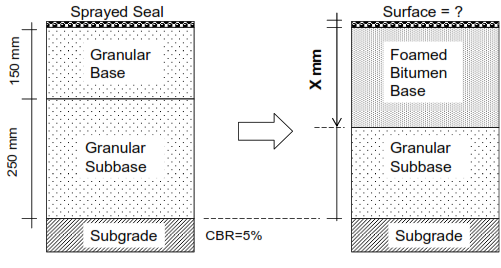 Sprayed Seal
150 mm
Granular
Base
250 mm
Granular
Subbase
Subgrade
CBR=5%
Surface = ?
X mm
Foamed
Bitumen
Base
Granular
Subbase
Subgrade